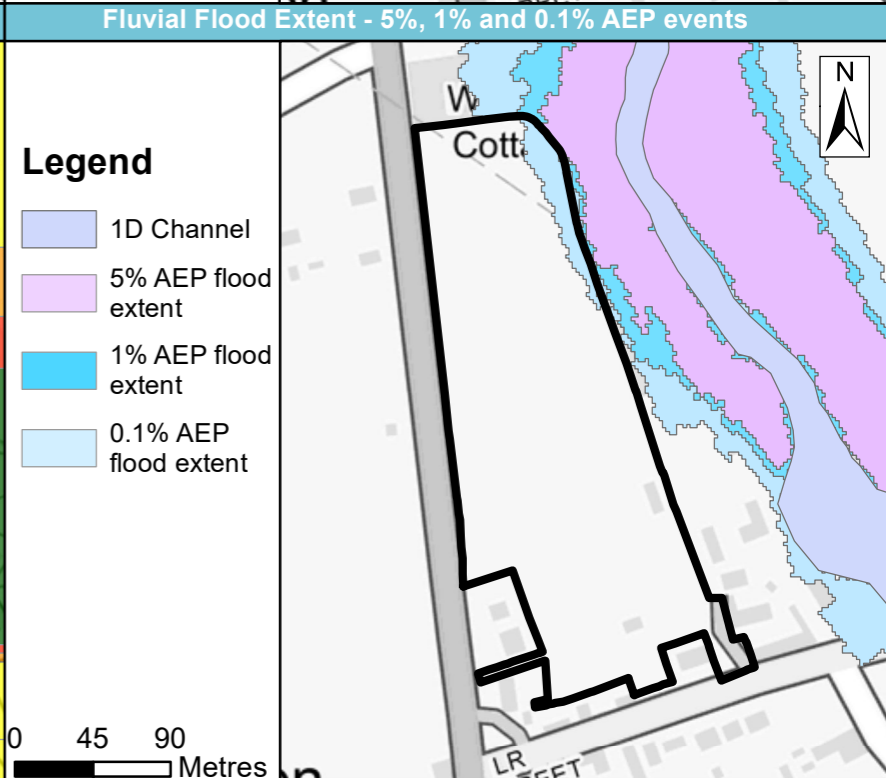 Fluvial Flood Extent - 5%, 1% and 0.1% AEP events
Legend
1D Channel
5% AEP flood
extent
1% AEP flood
extent
0.1% AEP
flood extent
0 45 90
Metres
N
W
Cott
LR